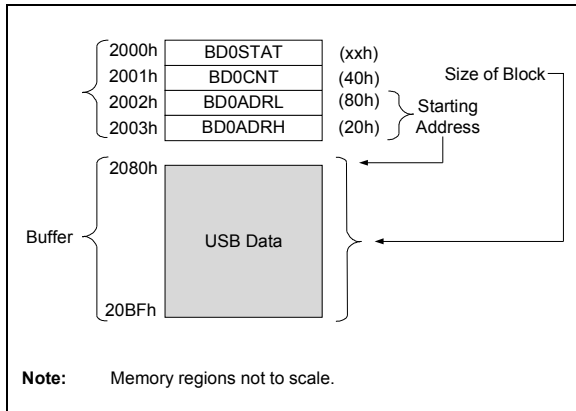 2000h BD0STAT (xxh)
2001h BD0CNT (40h) Size of Block
2002h BD0ADRL (80h) Starting
2003h BD0ADRH (20h) Address
2080h
Buffer USB Data
20BFh
Note: Memory regions not to scale.